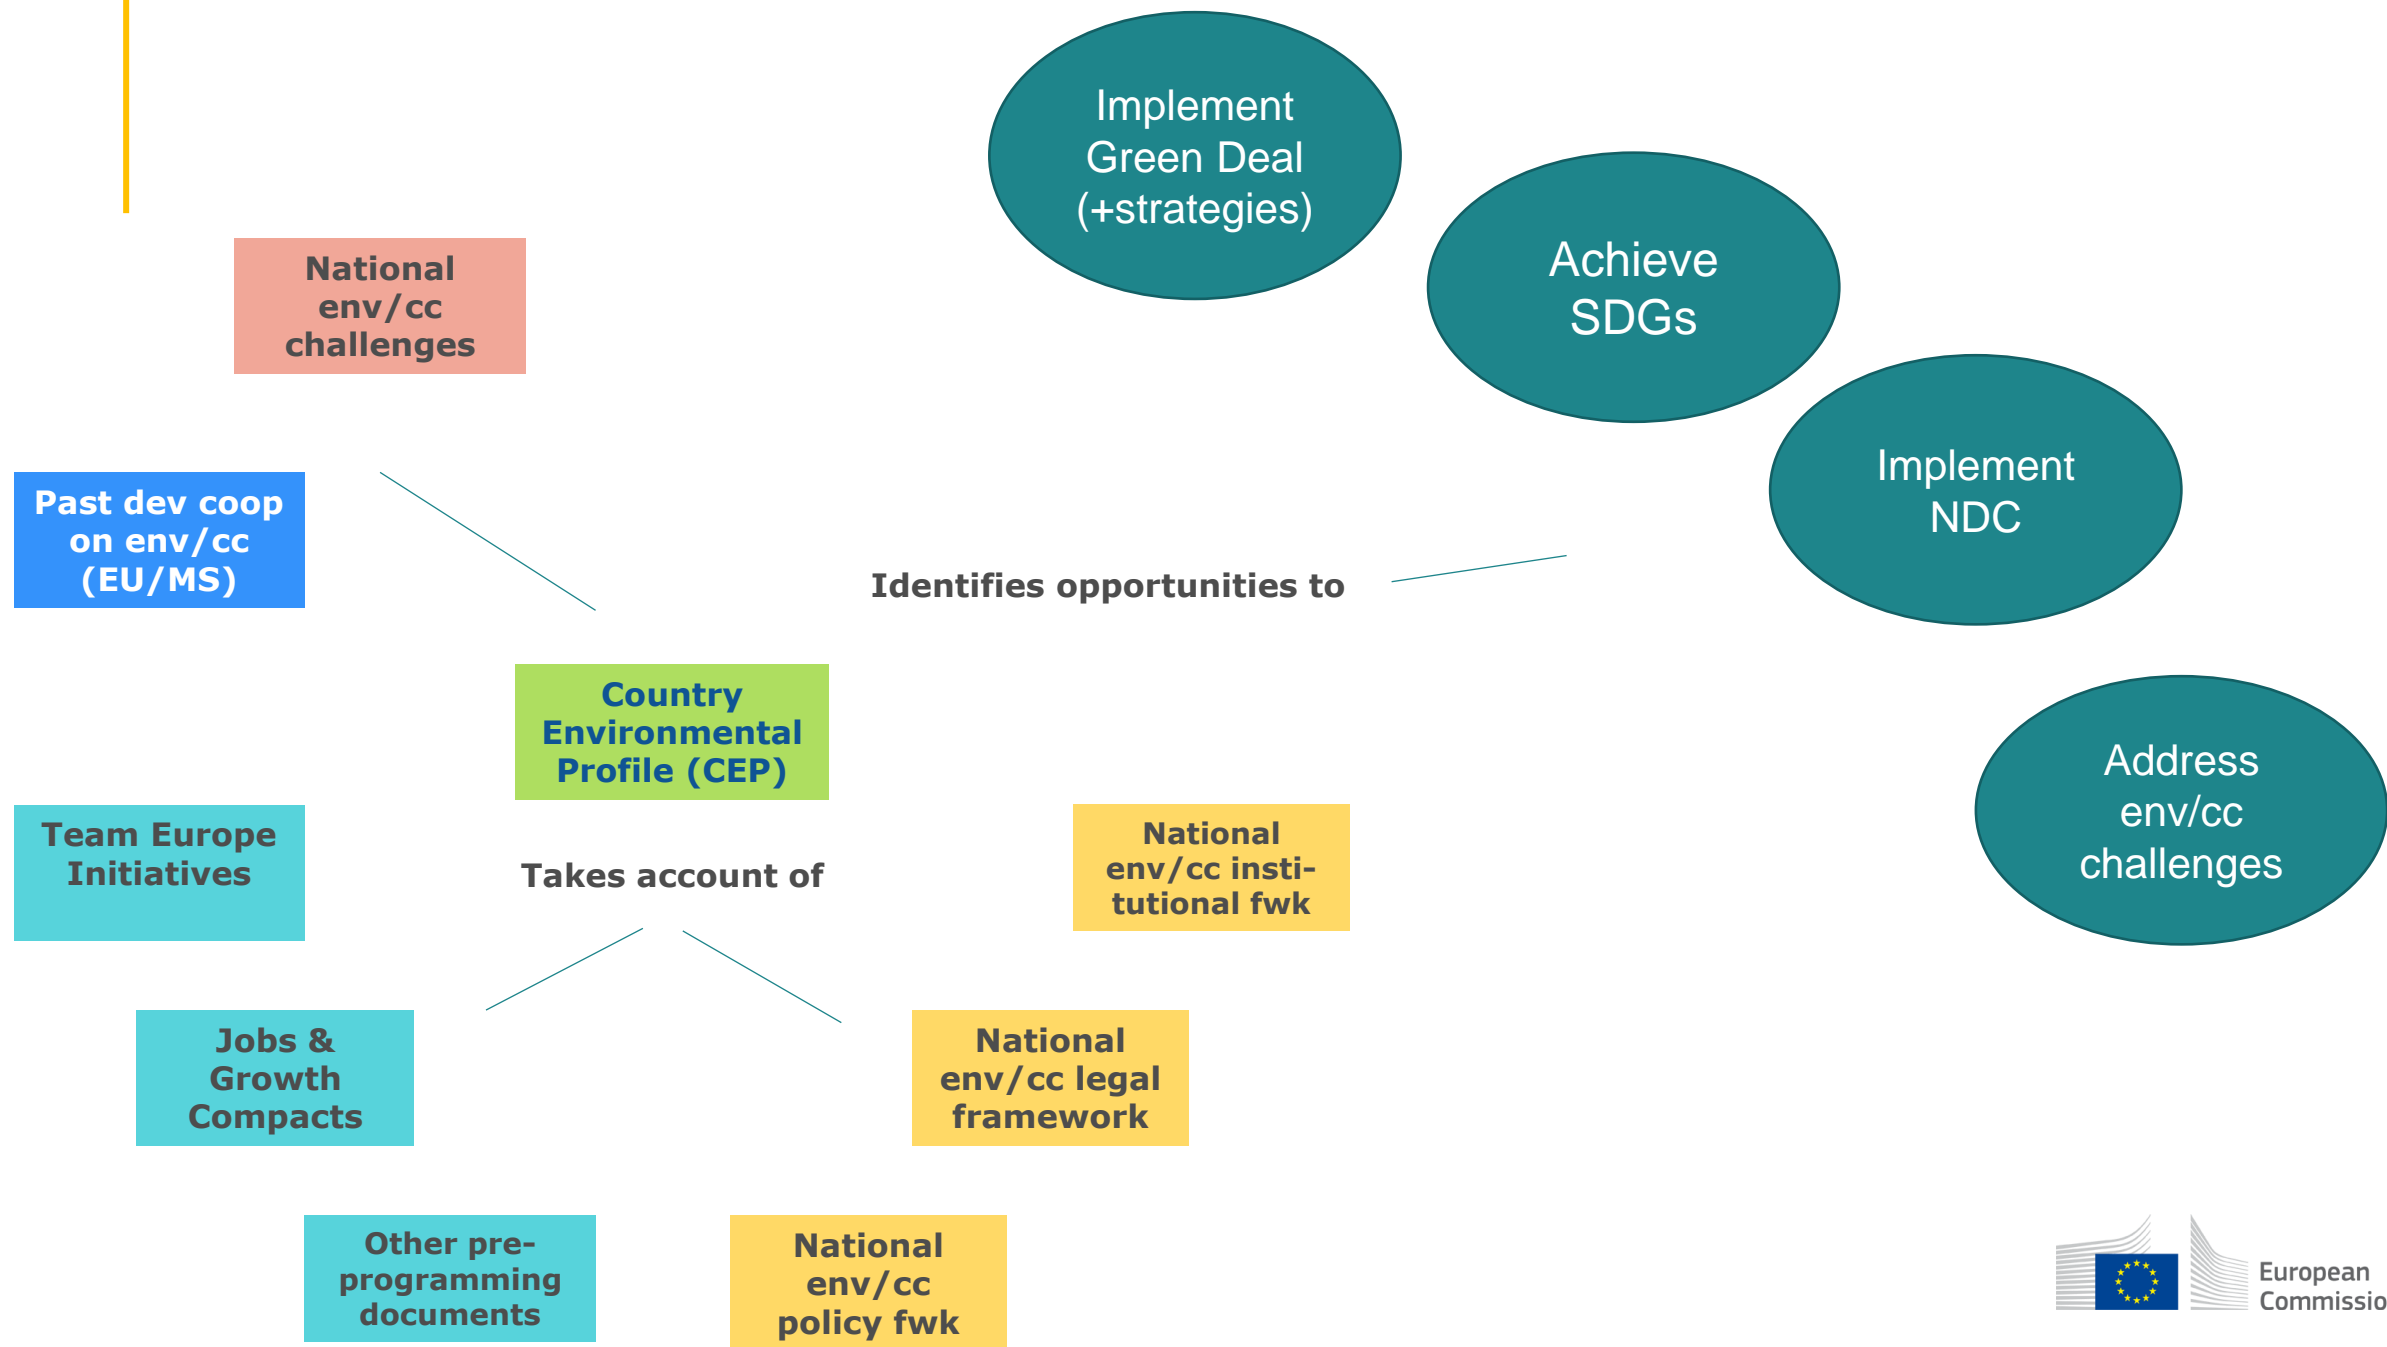 Implement
Green Deal
(+strategies)
Achieve
SDGs
National
env/cc
challenges
Implement
NDC
Past dev coop
on env/cc
(EU/MS)
Identifies opportunities to
Country
Environmental
Profile (CEP)
Address
env/cc
challenges
Team Europe
Initiatives
Takes account of
National
env/cc insti-
tutional fwk
Jobs &
Growth
Compacts
National
env/cc legal
framework
Other pre-
programming
documents
National
env/cc
policy fwk
European
Commissio